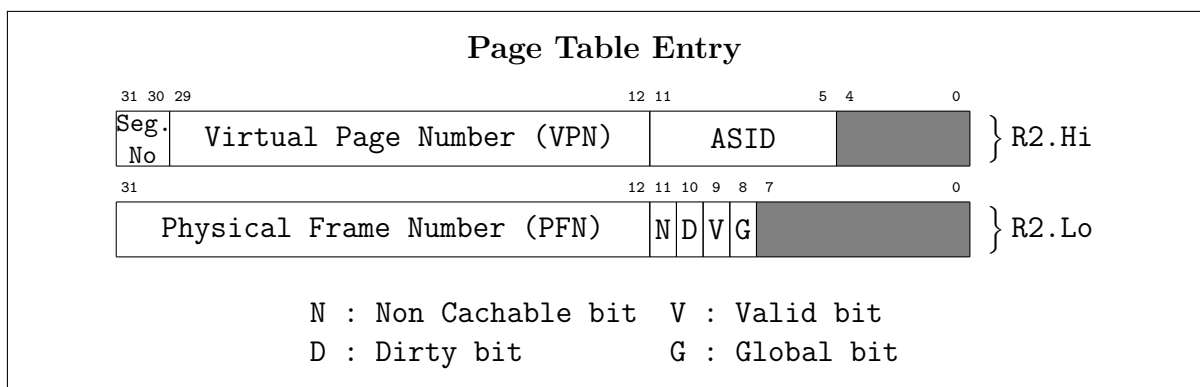 Page Table Entry
31 30 29 12 11 5 4 0
Seg. No Virtual Page Number (VPN) ASID } R2.Hi
31 12 11 10 9 8 7 0
Physical Frame Number (PFN) N D V G } R2.Lo
N : Non Cachable bit V : Valid bit
D : Dirty bit G : Global bit